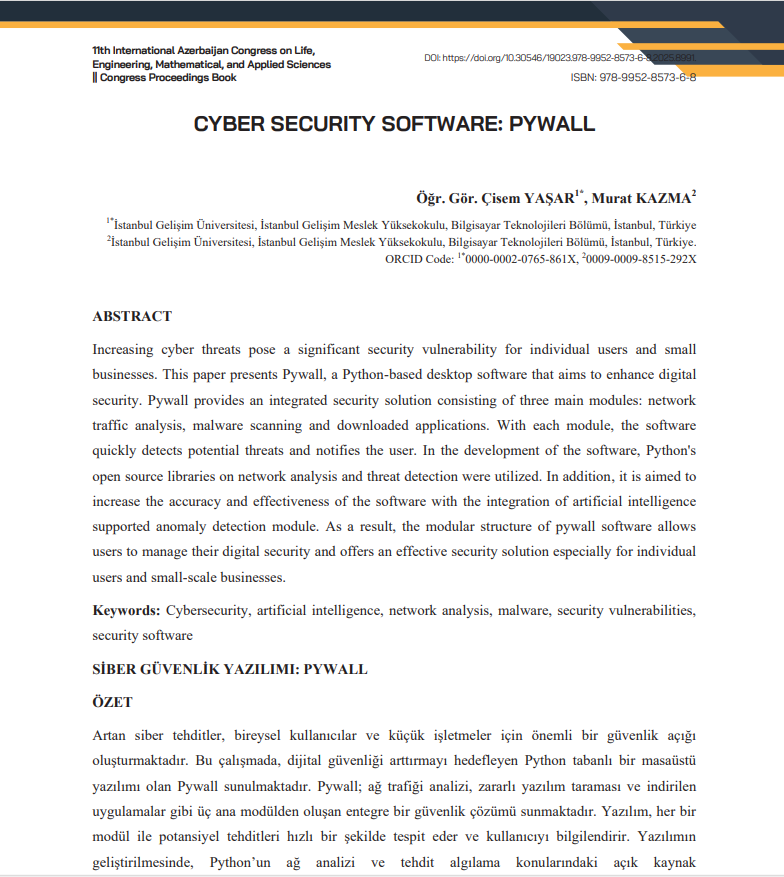 11th International Azerbaijan Congress on Life,
Engineering, Mathematical, and Applied Sciences
|| Congress Proceedings Book
DOI: https://doi.org/10.30546/19023.978-9952-8573-6-8.2025.8991.
ISBN: 978-9952-8573-6-8
CYBER SECURITY SOFTWARE: PYWALL
Öğr. Gör. Çisem YAŞAR1*, Murat KAZMA2
1*İstanbul Gelişim Üniversitesi, İstanbul Gelişim Meslek Yüksekokulu, Bilgisayar Teknolojileri Bölümü, İstanbul, Türkiye
2İstanbul Gelişim Üniversitesi, İstanbul Gelişim Meslek Yüksekokulu, Bilgisayar Teknolojileri Bölümü, İstanbul, Türkiye.
ORCID Code: 1*0000-0002-0765-861X, 20009-0009-8515-292X
ABSTRACT
Increasing cyber threats pose a significant security vulnerability for individual users and small
businesses. This paper presents Pywall, a Python-based desktop software that aims to enhance digital
security. Pywall provides an integrated security solution consisting of three main modules: network
traffic analysis, malware scanning and downloaded applications. With each module, the software
quickly detects potential threats and notifies the user. In the development of the software, Python's
open source libraries on network analysis and threat detection were utilized. In addition, it is aimed to
increase the accuracy and effectiveness of the software with the integration of artificial intelligence
supported anomaly detection module. As a result, the modular structure of pywall software allows
users to manage their digital security and offers an effective security solution especially for individual
users and small-scale businesses.
Keywords: Cybersecurity, artificial intelligence, network analysis, malware, security vulnerabilities,
security software
SİBER GÜVENLİK YAZILIMI: PYWALL
ÖZET
Artan siber tehditler, bireysel kullanıcılar ve küçük işletmeler için önemli bir güvenlik açığı
oluşturmaktadır. Bu çalışmada, dijital güvenliği arttırmayı hedefleyen Python tabanlı bir masaüstü
yazılımı olan Pywall sunulmaktadır. Pywall; ağ trafiği analizi, zararlı yazılım taraması ve indirilen
uygulamalar gibi üç ana modülden oluşan entegre bir güvenlik çözümü sunmaktadır. Yazılım, her bir
modül ile potansiyel tehditleri hızlı bir şekilde tespit eder ve kullanıcıyı bilgilendirir. Yazılımın
geliştirilmesinde, Python’un ağ analizi ve tehdit algılama konularındaki açık kaynak